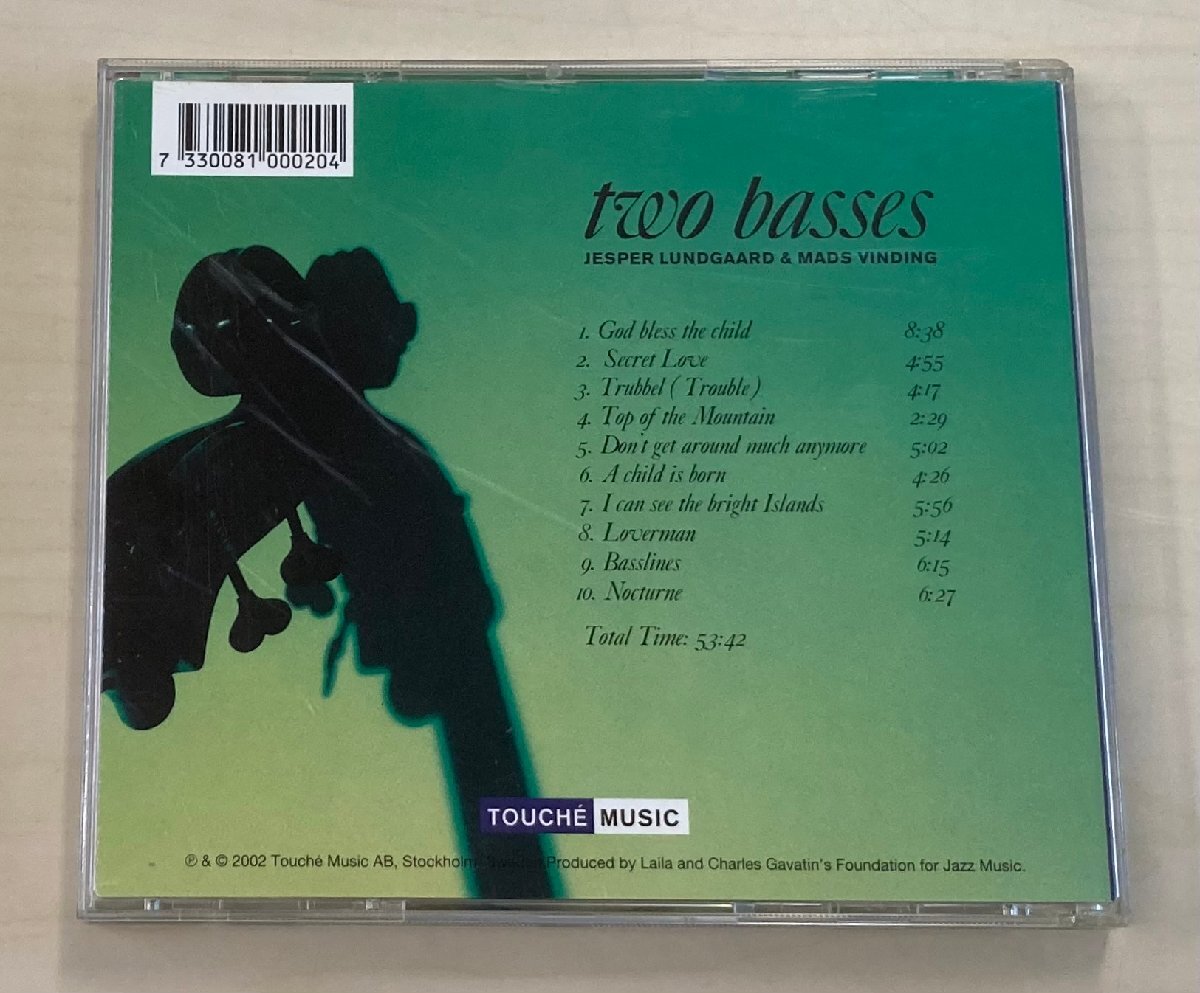 7 330081 000204
two basses
JESPER LUNDGAARD & MADS VINDING
1. God bless the child 8:38
2. Secret Love 4:55
3. Trubbel ( Trouble ) 4:17
4. Top of the Mountain 2:29
5. Don't get around much anymore 5:02
6. A child is born 4:26
7. I can see the bright Islands 5:56
8. Loverman 5:14
9. Basslines 6:15
10. Nocturne 6:27
Total Time: 53:42
TOUCHÉ MUSIC
℗ & © 2002 Touché Music AB, Stockholm, Sweden Produced by Laila and Charles Gavatin's Foundation for Jazz Music.